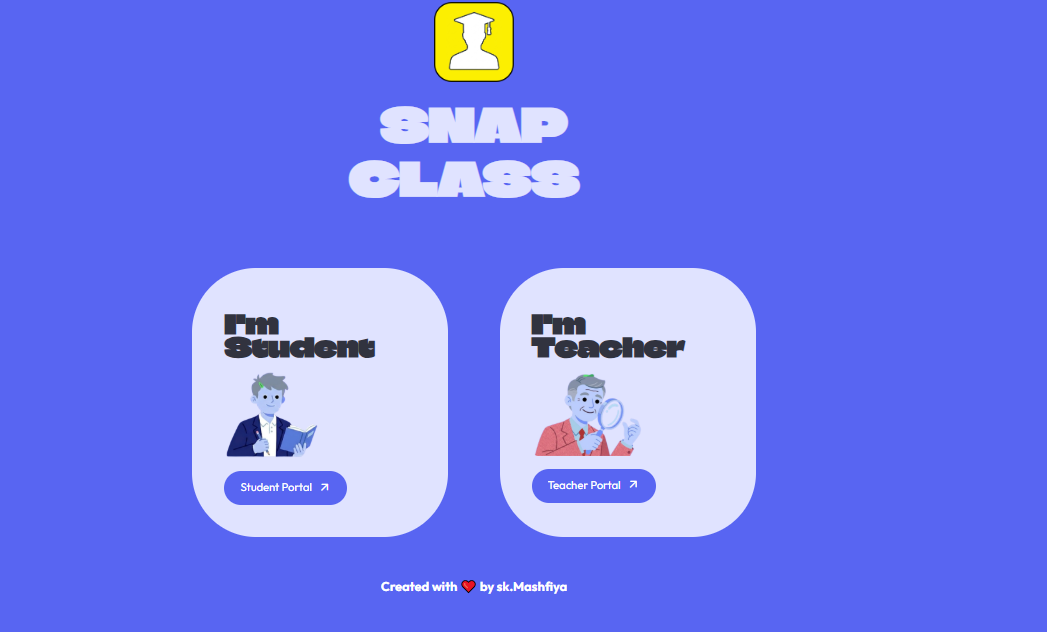 SNAP
CLASS
I'm
Student
I'm
Teacher
Student Portal
Teacher Portal
Created with ❤️ by sk.Mashfiya